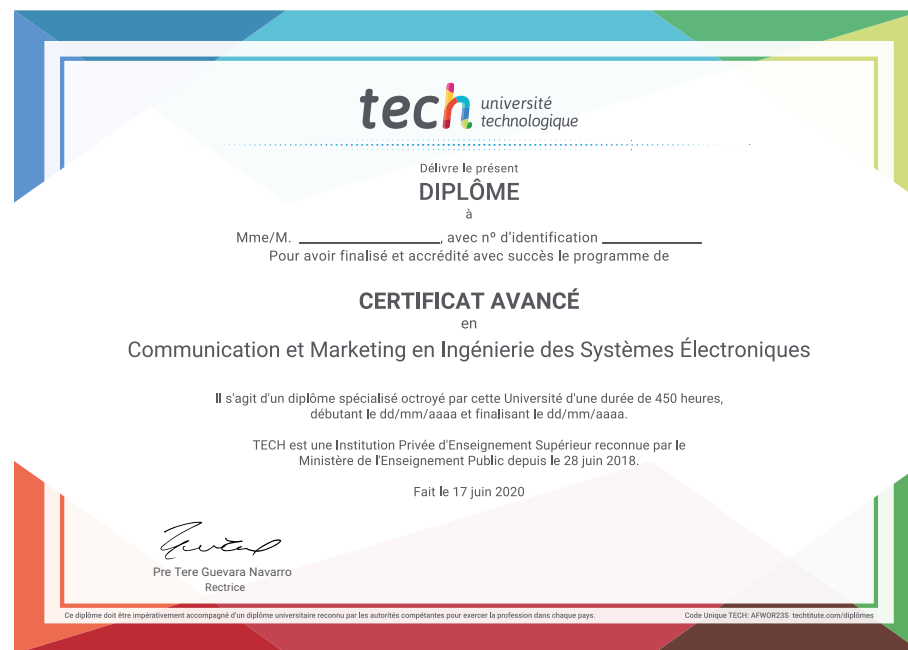 tech université
technologique
Délivre le présent
DIPLÔME
à
Mme/M. ____________________, avec nº d'identification ______________
Pour avoir finalisé et accrédité avec succès le programme de
CERTIFICAT AVANCÉ
en
Communication et Marketing en Ingénierie des Systèmes Électroniques
Il s'agit d'un diplôme spécialisé octroyé par cette Université d'une durée de 450 heures,
débutant le dd/mm/aaaa et finalisant le dd/mm/aaaa.
TECH est une Institution Privée d'Enseignement Supérieur reconnue par le
Ministère de l'Enseignement Public depuis le 28 juin 2018.
Fait le 17 juin 2020
Pre Tere Guevara Navarro
Rectrice
Ce diplôme doit être impérativement accompagné d'un diplôme universitaire reconnu par les autorités compétentes pour exercer la profession dans chaque pays.
Code Unique TECH: AFWOR23S techtitute.com/diplômes